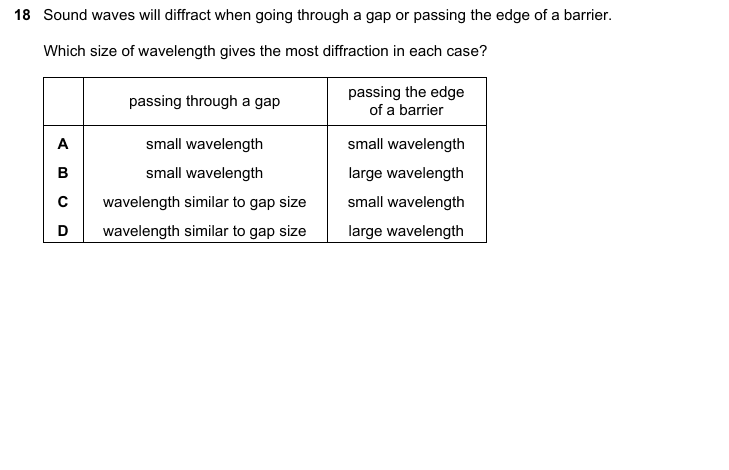 18 Sound waves will diffract when going through a gap or passing the edge of a barrier.
Which size of wavelength gives the most diffraction in each case?
passing through a gap passing the edge of a barrier
A small wavelength small wavelength
B small wavelength large wavelength
C wavelength similar to gap size small wavelength
D wavelength similar to gap size large wavelength